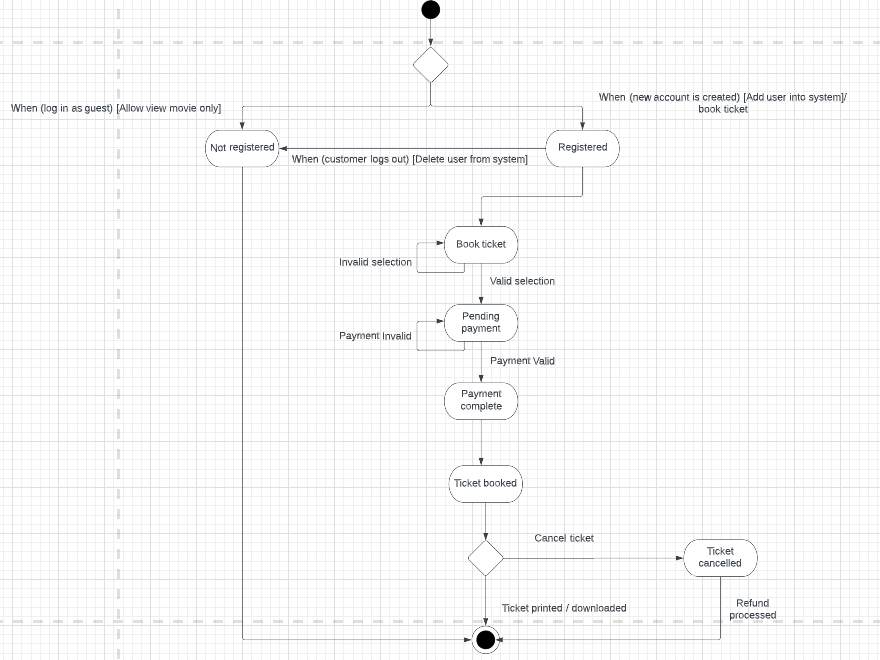 When (log in as guest) [Allow view movie only]
When (new account is created) [Add user into system]/
book ticket
Not registered
Registered
When (customer logs out) [Delete user from system]
Book ticket
Invalid selection
Valid selection
Pending
payment
Payment Invalid
Payment Valid
Payment
complete
Ticket booked
Cancel ticket
Ticket
cancelled
Ticket printed / downloaded
Refund
processed